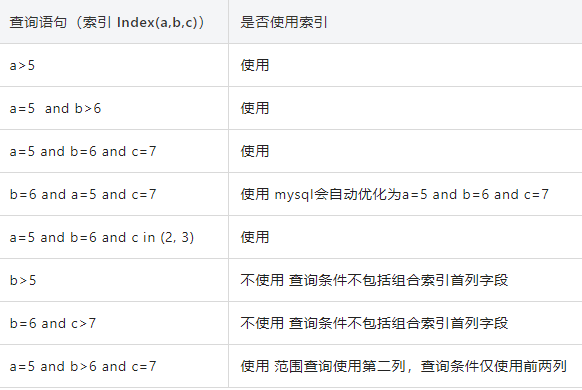 查询语句（索引 Index(a,b,c)） 是否使用索引
a>5 使用
a=5 and b>6 使用
a=5 and b=6 and c=7 使用
b=6 and a=5 and c=7 使用 mysql会自动优化为a=5 and b=6 and c=7
a=5 and b=6 and c in (2, 3) 使用
b>5 不使用 查询条件不包括组合索引首列字段
b=6 and c>7 不使用 查询条件不包括组合索引首列字段
a=5 and b>6 and c=7 使用 范围查询使用第二列，查询条件仅使用前两列